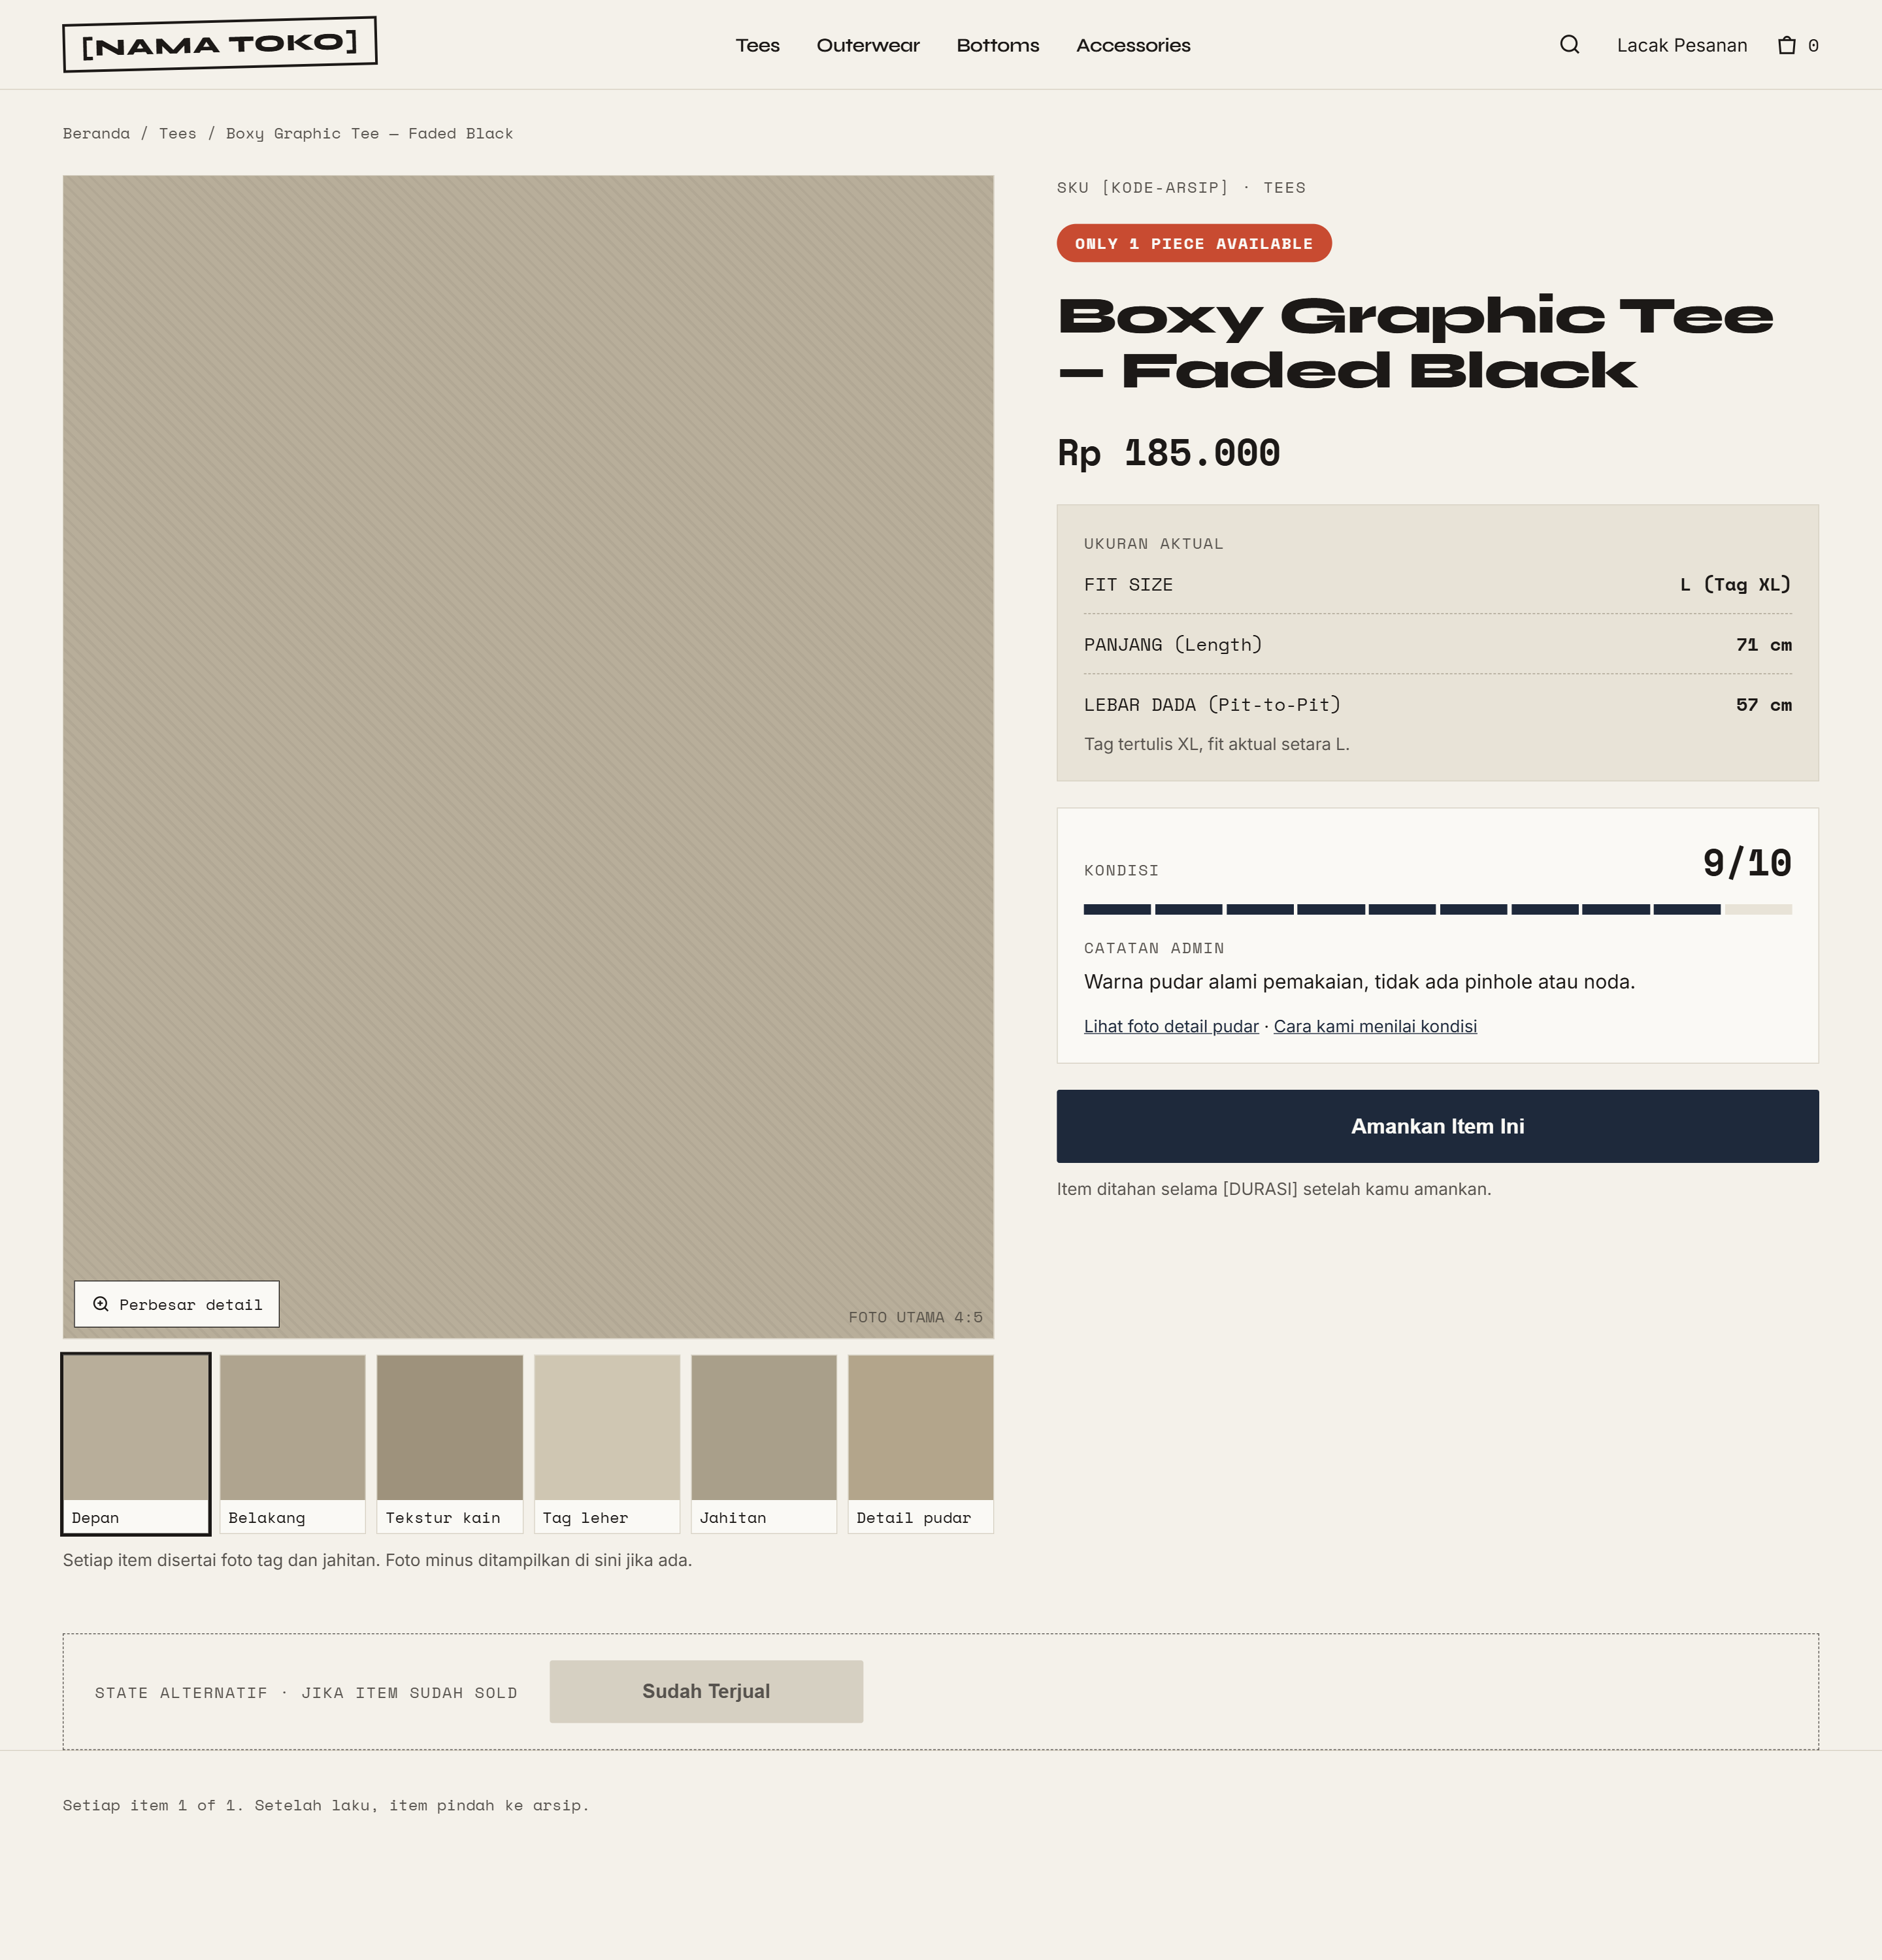 [NAMA TOKO]
Tees Outerwear Bottoms Accessories
Lacak Pesanan 0
Beranda / Tees / Boxy Graphic Tee — Faded Black
SKU [KODE-ARSIP] · TEES
ONLY 1 PIECE AVAILABLE
Boxy Graphic Tee
— Faded Black
Rp 185.000
UKURAN AKTUAL
FIT SIZE L (Tag XL)
PANJANG (Length) 71 cm
LEBAR DADA (Pit-to-Pit) 57 cm
Tag tertulis XL, fit aktual setara L.
KONDISI 9/10
CATATAN ADMIN
Warna pudar alami pemakaian, tidak ada pinhole atau noda.
Lihat foto detail pudar · Cara kami menilai kondisi
Amankan Item Ini
Item ditahan selama [DURASI] setelah kamu amankan.
Perbesar detail
FOTO UTAMA 4:5
Depan
Belakang
Tekstur kain
Tag leher
Jahitan
Detail pudar
Setiap item disertai foto tag dan jahitan. Foto minus ditampilkan di sini jika ada.
STATE ALTERNATIF · JIKA ITEM SUDAH SOLD
Sudah Terjual
Setiap item 1 of 1. Setelah laku, item pindah ke arsip.